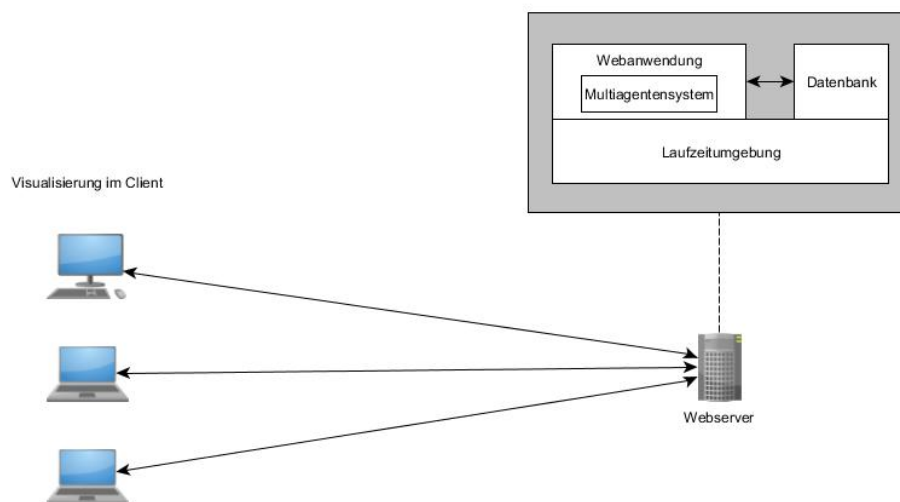 Webanwendung
Multiagentensystem
Datenbank
Laufzeitumgebung
Visualisierung im Client
Webserver